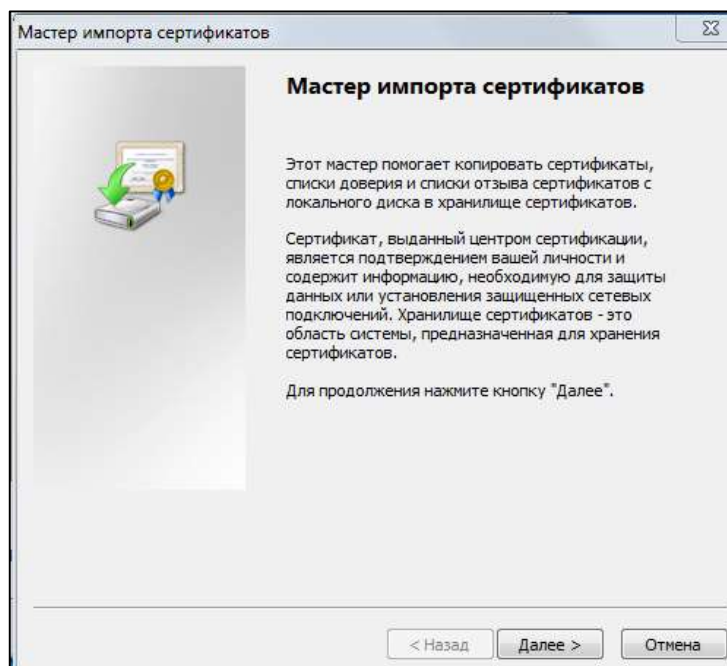 Мастер импорта сертификатов
Мастер импорта сертификатов
Этот мастер помогает копировать сертификаты,
списки доверия и списки отзыва сертификатов с
локального диска в хранилище сертификатов.
Сертификат, выданный центром сертификации,
является подтверждением вашей личности и
содержит информацию, необходимую для защиты
данных или установления защищенных сетевых
подключений. Хранилище сертификатов - это
область системы, предназначенная для хранения
сертификатов.
Для продолжения нажмите кнопку "Далее".
< Назад Далее > Отмена